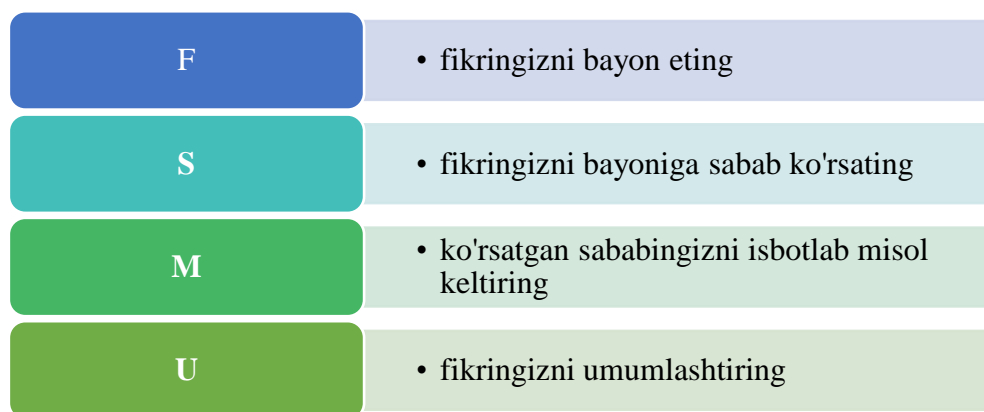 F
• fikringizni bayon eting
S
• fikringizni bayoniga sabab ko'rsating
M
• ko'rsatgan sababingizni isbotlab misol
keltiring
U
• fikringizni umumlashtiring